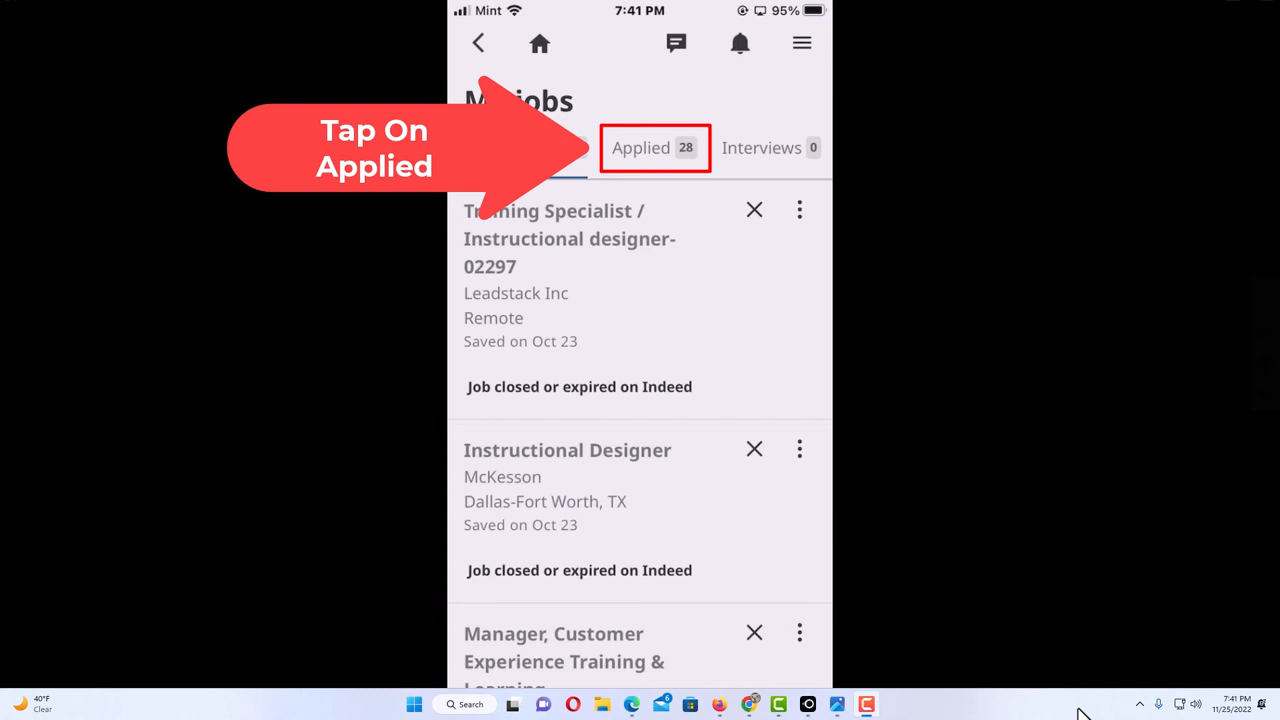 Mint 7:41 PM 95%
My jobs
Tap On
Applied
Applied 28 Interviews 0
Training Specialist /
Instructional designer-
02297
Leadstack Inc
Remote
Saved on Oct 23
Job closed or expired on Indeed
Instructional Designer
McKesson
Dallas-Fort Worth, TX
Saved on Oct 23
Job closed or expired on Indeed
Manager, Customer
Experience Training &
Learning
40°F
Clear
Search
6
7:41 PM
11/25/2022